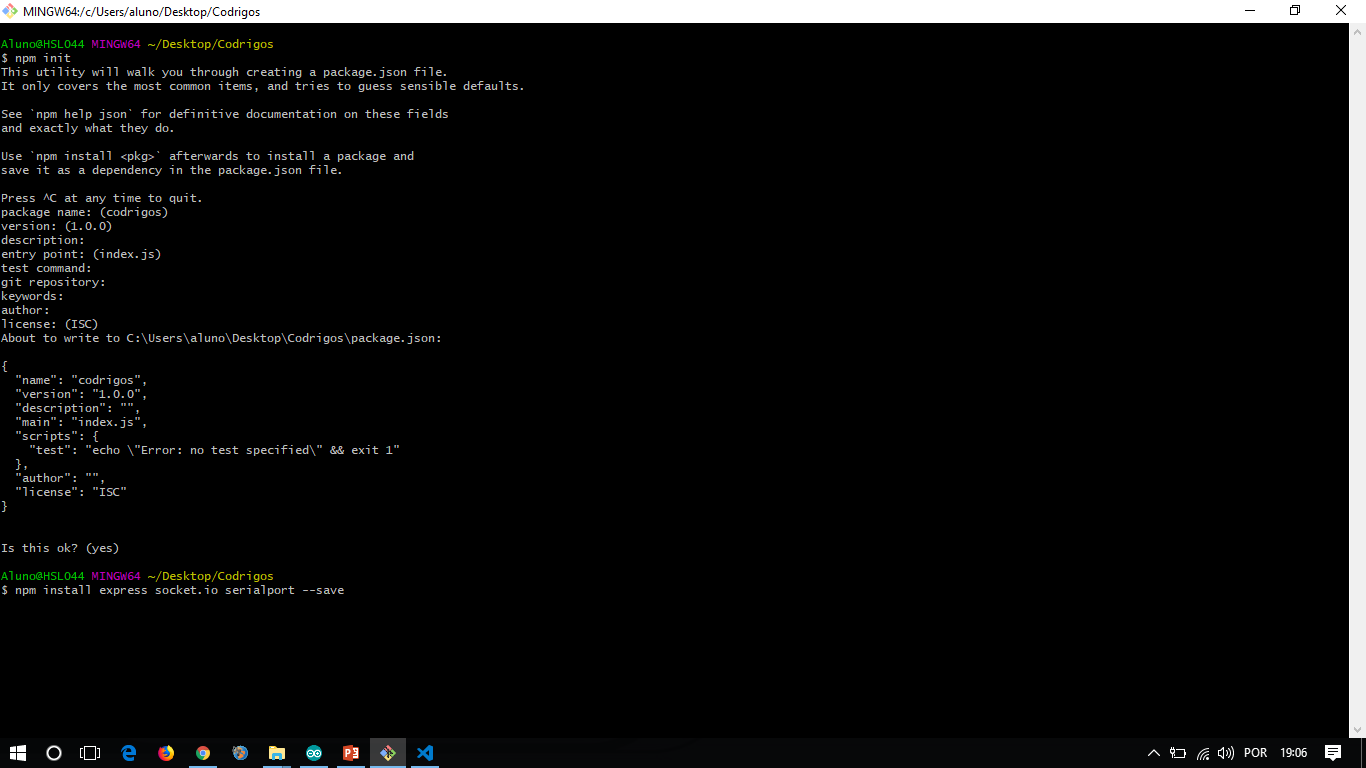 MINGW64:/c/Users/aluno/Desktop/Codrigos
Aluno@HSL044 MINGW64 ~/Desktop/Codrigos
$ npm init
This utility will walk you through creating a package.json file.
It only covers the most common items, and tries to guess sensible defaults.
See `npm help json` for definitive documentation on these fields
and exactly what they do.
Use `npm install <pkg>` afterwards to install a package and
save it as a dependency in the package.json file.
Press ^C at any time to quit.
package name: (codrigos)
version: (1.0.0)
description:
entry point: (index.js)
test command:
git repository:
keywords:
author:
license: (ISC)
About to write to C:\Users\aluno\Desktop\Codrigos\package.json:
{
  "name": "codrigos",
  "version": "1.0.0",
  "description": "",
  "main": "index.js",
  "scripts": {
    "test": "echo \"Error: no test specified\" && exit 1"
  },
  "author": "",
  "license": "ISC"
}
Is this ok? (yes)
Aluno@HSL044 MINGW64 ~/Desktop/Codrigos
$ npm install express socket.io serialport --save
POR 19:06